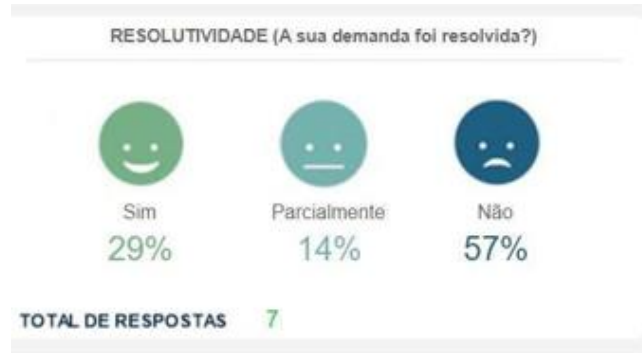 RESOLUTIVIDADE (A sua demanda foi resolvida?)
Sim Parcialmente Não
29% 14% 57%
TOTAL DE RESPOSTAS 7